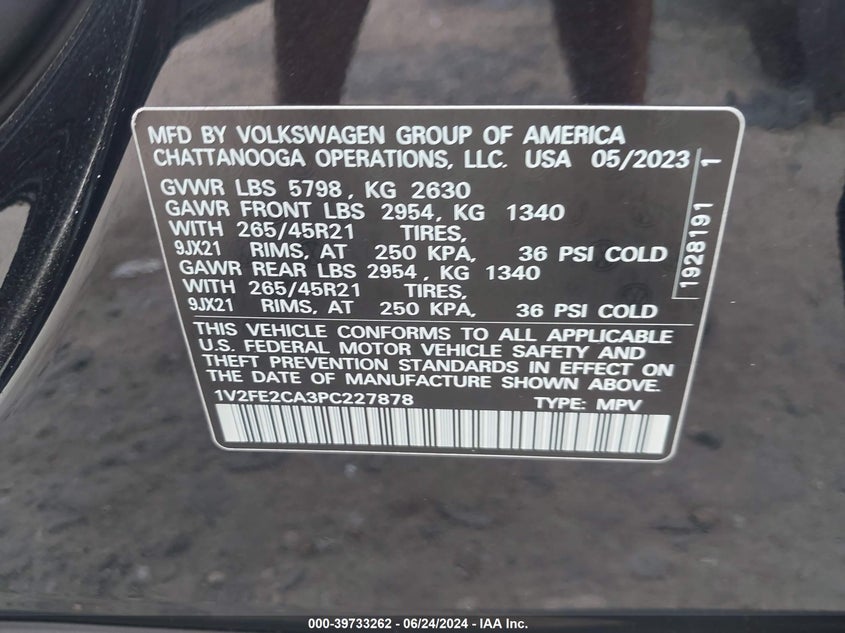 MFD BY VOLKSWAGEN GROUP OF AMERICA
CHATTANOOGA OPERATIONS, LLC. USA 05/2023
GVWR LBS 5798, KG 2630
GAWR FRONT LBS 2954, KG 1340
WITH 265/45R21 TIRES,
9JX21 RIMS, AT 250 KPA, 36 PSI COLD
GAWR REAR LBS 2954, KG 1340
WITH 265/45R21 TIRES,
9JX21 RIMS, AT 250 KPA, 36 PSI COLD
THIS VEHICLE CONFORMS TO ALL APPLICABLE
U.S. FEDERAL MOTOR VEHICLE SAFETY AND
THEFT PREVENTION STANDARDS IN EFFECT ON
THE DATE OF MANUFACTURE SHOWN ABOVE.
1V2FE2CA3PC227878 TYPE: MPV
1928191 1
000-39733262 - 06/24/2024 - IAA Inc.